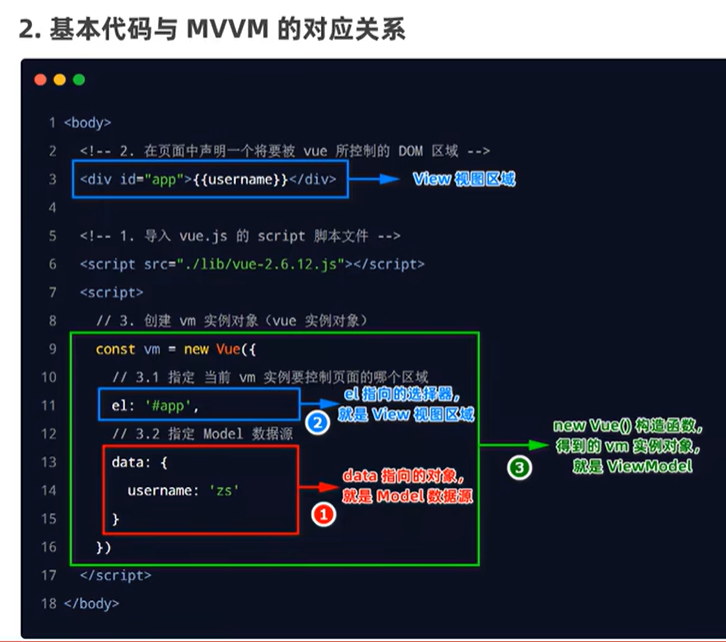 2. 基本代码与 MVVM 的对应关系
1 <body>
2 <!-- 2. 在页面中声明一个将要被 vue 所控制的 DOM 区域 -->
3 <div id="app">{{username}}</div>
View 视图区域
4
5 <!-- 1. 导入 vue.js 的 script 脚本文件 -->
6 <script src="./lib/vue-2.6.12.js"></script>
7 <script>
8 // 3. 创建 vm 实例对象（vue 实例对象）
9 const vm = new Vue({
10 // 3.1 指定 当前 vm 实例要控制页面的哪个区域
11 el: '#app',
2
el 指向的选择器，
就是 View 视图区域
12 // 3.2 指定 Model 数据源
13 data: {
14 username: 'zs'
15 }
1
data 指向的对象，
就是 Model 数据源
16 })
3
new Vue() 构造函数，
得到的 vm 实例对象，
就是 ViewModel
17 </script>
18 </body>